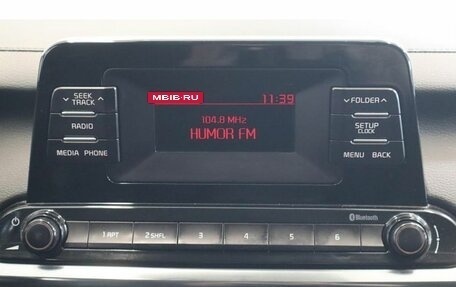 MBIB.RU
11:39
SEEK
TRACK
FOLDER
104.8 MHz
HUMOR FM
RADIO
SETUP
CLOCK
MEDIA PHONE
MENU BACK
Bluetooth
1 RPT
2 SHFL
3
4
5
6